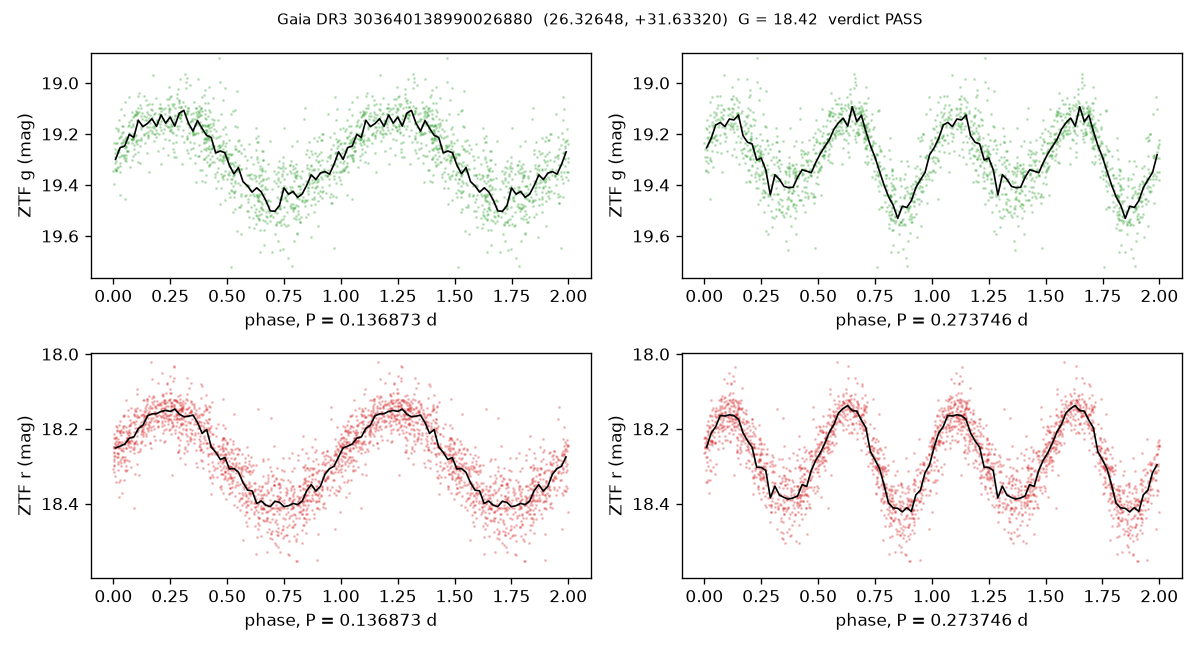 Gaia DR3 303640138990026880  (26.32648, +31.63320)  G = 18.42  verdict PASS
ZTF g (mag)
19.0
19.2
19.4
19.6
0.00 0.25 0.50 0.75 1.00 1.25 1.50 1.75 2.00
phase, P = 0.136873 d
ZTF g (mag)
19.0
19.2
19.4
19.6
0.00 0.25 0.50 0.75 1.00 1.25 1.50 1.75 2.00
phase, P = 0.273746 d
ZTF r (mag)
18.0
18.2
18.4
0.00 0.25 0.50 0.75 1.00 1.25 1.50 1.75 2.00
phase, P = 0.136873 d
ZTF r (mag)
18.0
18.2
18.4
0.00 0.25 0.50 0.75 1.00 1.25 1.50 1.75 2.00
phase, P = 0.273746 d